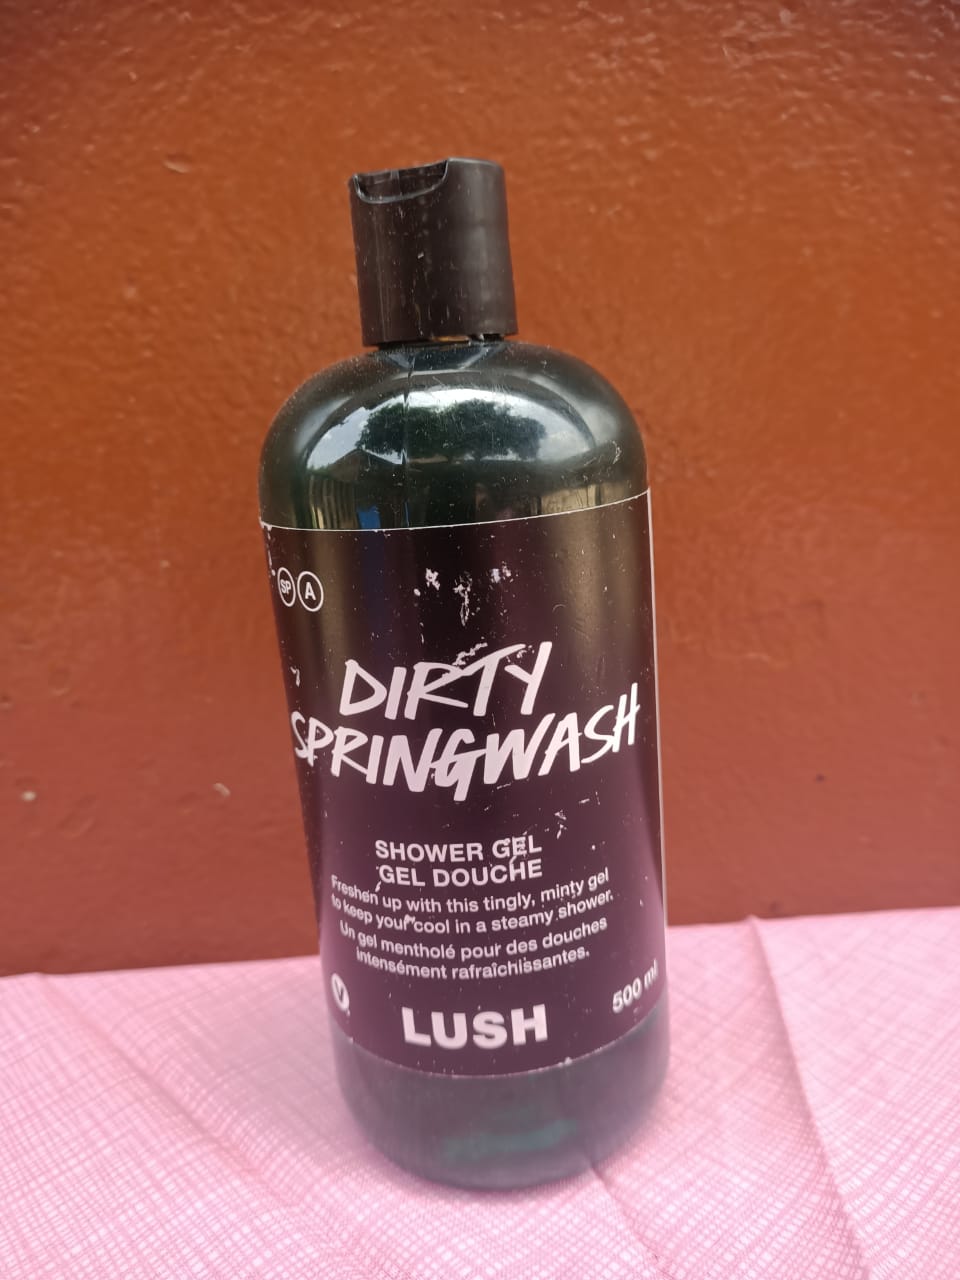 SP A
DIRTY
SPRINGWASH
SHOWER GEL
GEL DOUCHE
Freshen up with this tingly, minty gel
to keep your cool in a steamy shower.
Un gel mentholé pour des douches
intensément rafraîchissantes.
V
500 ml
LUSH